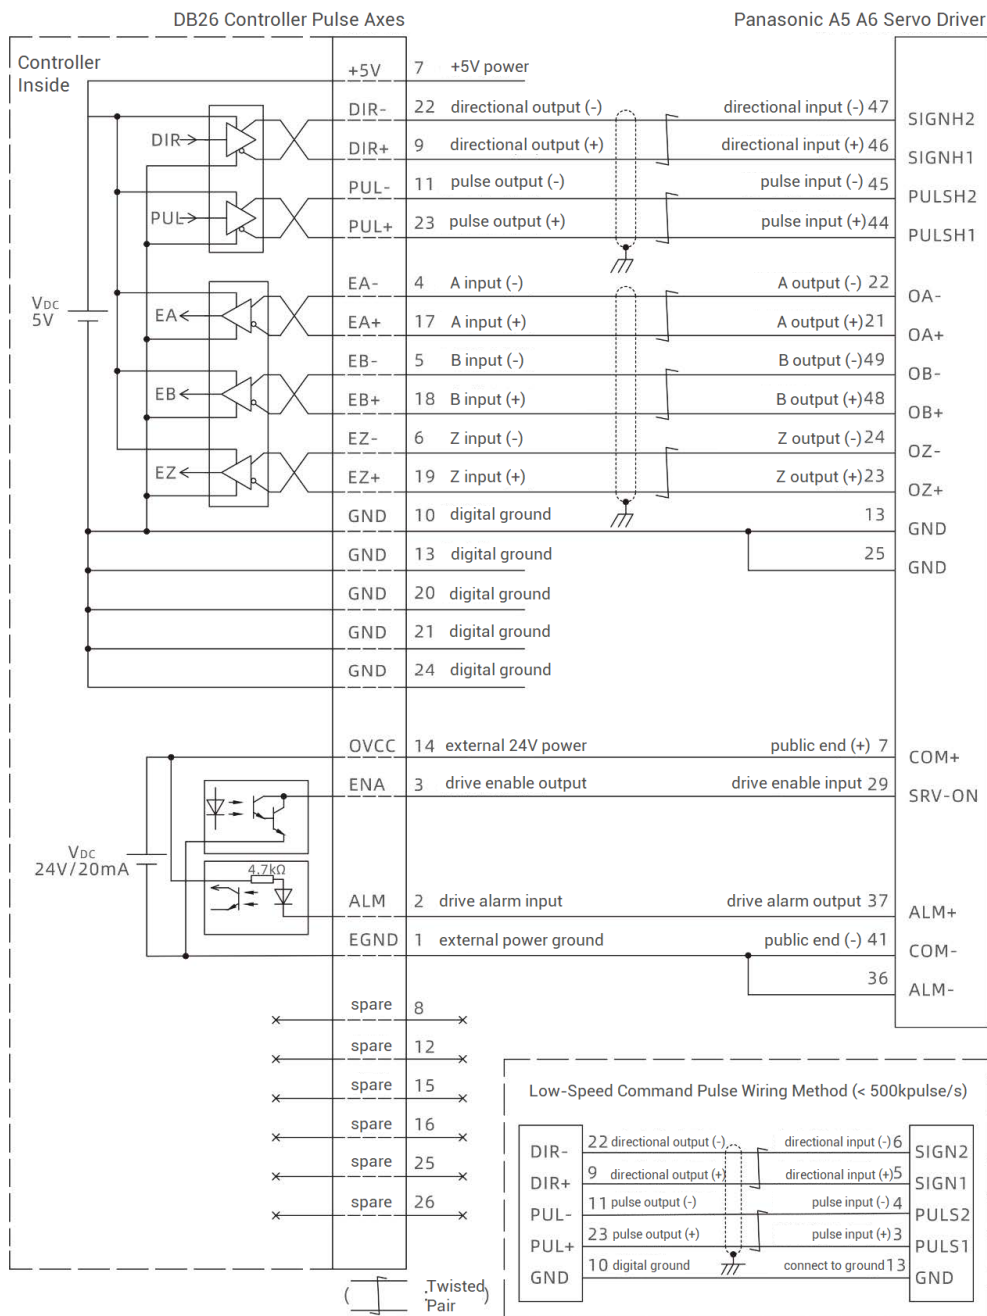 DB26 Controller Pulse Axes
Panasonic A5 A6 Servo Driver
Controller
Inside
+5V 7 +5V power
DIR- 22 directional output (-) directional input (-) 47 SIGNH2
DIR
DIR+ 9 directional output (+) directional input (+) 46 SIGNH1
PUL- 11 pulse output (-) pulse input (-) 45 PULSH2
PUL
PUL+ 23 pulse output (+) pulse input (+) 44 PULSH1
EA- 4 A input (-) A output (-) 22 OA-
VDC
5V
EA
EA+ 17 A input (+) A output (+) 21 OA+
EB- 5 B input (-) B output (-) 49 OB-
EB
EB+ 18 B input (+) B output (+) 48 OB+
EZ- 6 Z input (-) Z output (-) 24 OZ-
EZ
EZ+ 19 Z input (+) Z output (+) 23 OZ+
GND 10 digital ground 13 GND
GND 13 digital ground 25 GND
GND 20 digital ground
GND 21 digital ground
GND 24 digital ground
OVCC 14 external 24V power public end (+) 7 COM+
ENA 3 drive enable output drive enable input 29 SRV-ON
VDC
24V/20mA
4.7kΩ
ALM 2 drive alarm input drive alarm output 37 ALM+
EGND 1 external power ground public end (-) 41 COM-
36 ALM-
spare 8
spare 12
spare 15
spare 16
spare 25
spare 26
Low-Speed Command Pulse Wiring Method (< 500kpulse/s)
DIR- 22 directional output (-) directional input (-) 6 SIGN2
DIR+ 9 directional output (+) directional input (+) 5 SIGN1
PUL- 11 pulse output (-) pulse input (-) 4 PULS2
PUL+ 23 pulse output (+) pulse input (+) 3 PULS1
GND 10 digital ground connect to ground 13 GND
( Twisted )
Pair